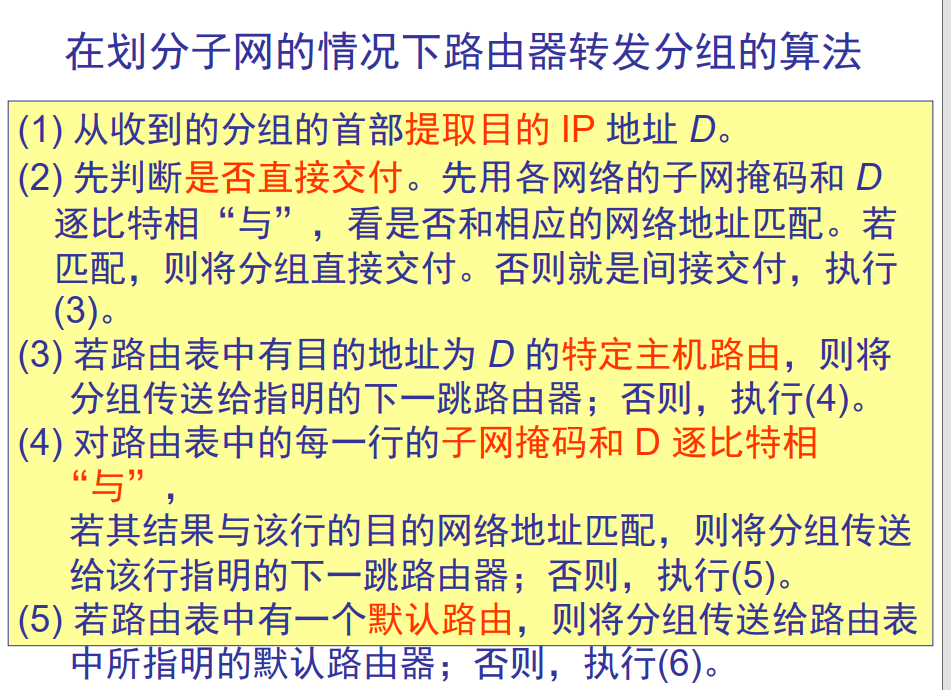 在划分子网的情况下路由器转发分组的算法
(1) 从收到的分组的首部提取目的 IP 地址 D。
(2) 先判断是否直接交付。先用各网络的子网掩码和 D
逐比特相“与”，看是否和相应的网络地址匹配。若
匹配，则将分组直接交付。否则就是间接交付，执行
(3)。
(3) 若路由表中有目的地址为 D 的特定主机路由，则将
分组传送给指明的下一跳路由器；否则，执行(4)。
(4) 对路由表中的每一行的子网掩码和 D 逐比特相
“与”，
若其结果与该行的目的网络地址匹配，则将分组传送
给该行指明的下一跳路由器；否则，执行(5)。
(5) 若路由表中有一个默认路由，则将分组传送给路由表
中所指明的默认路由器；否则，执行(6)。